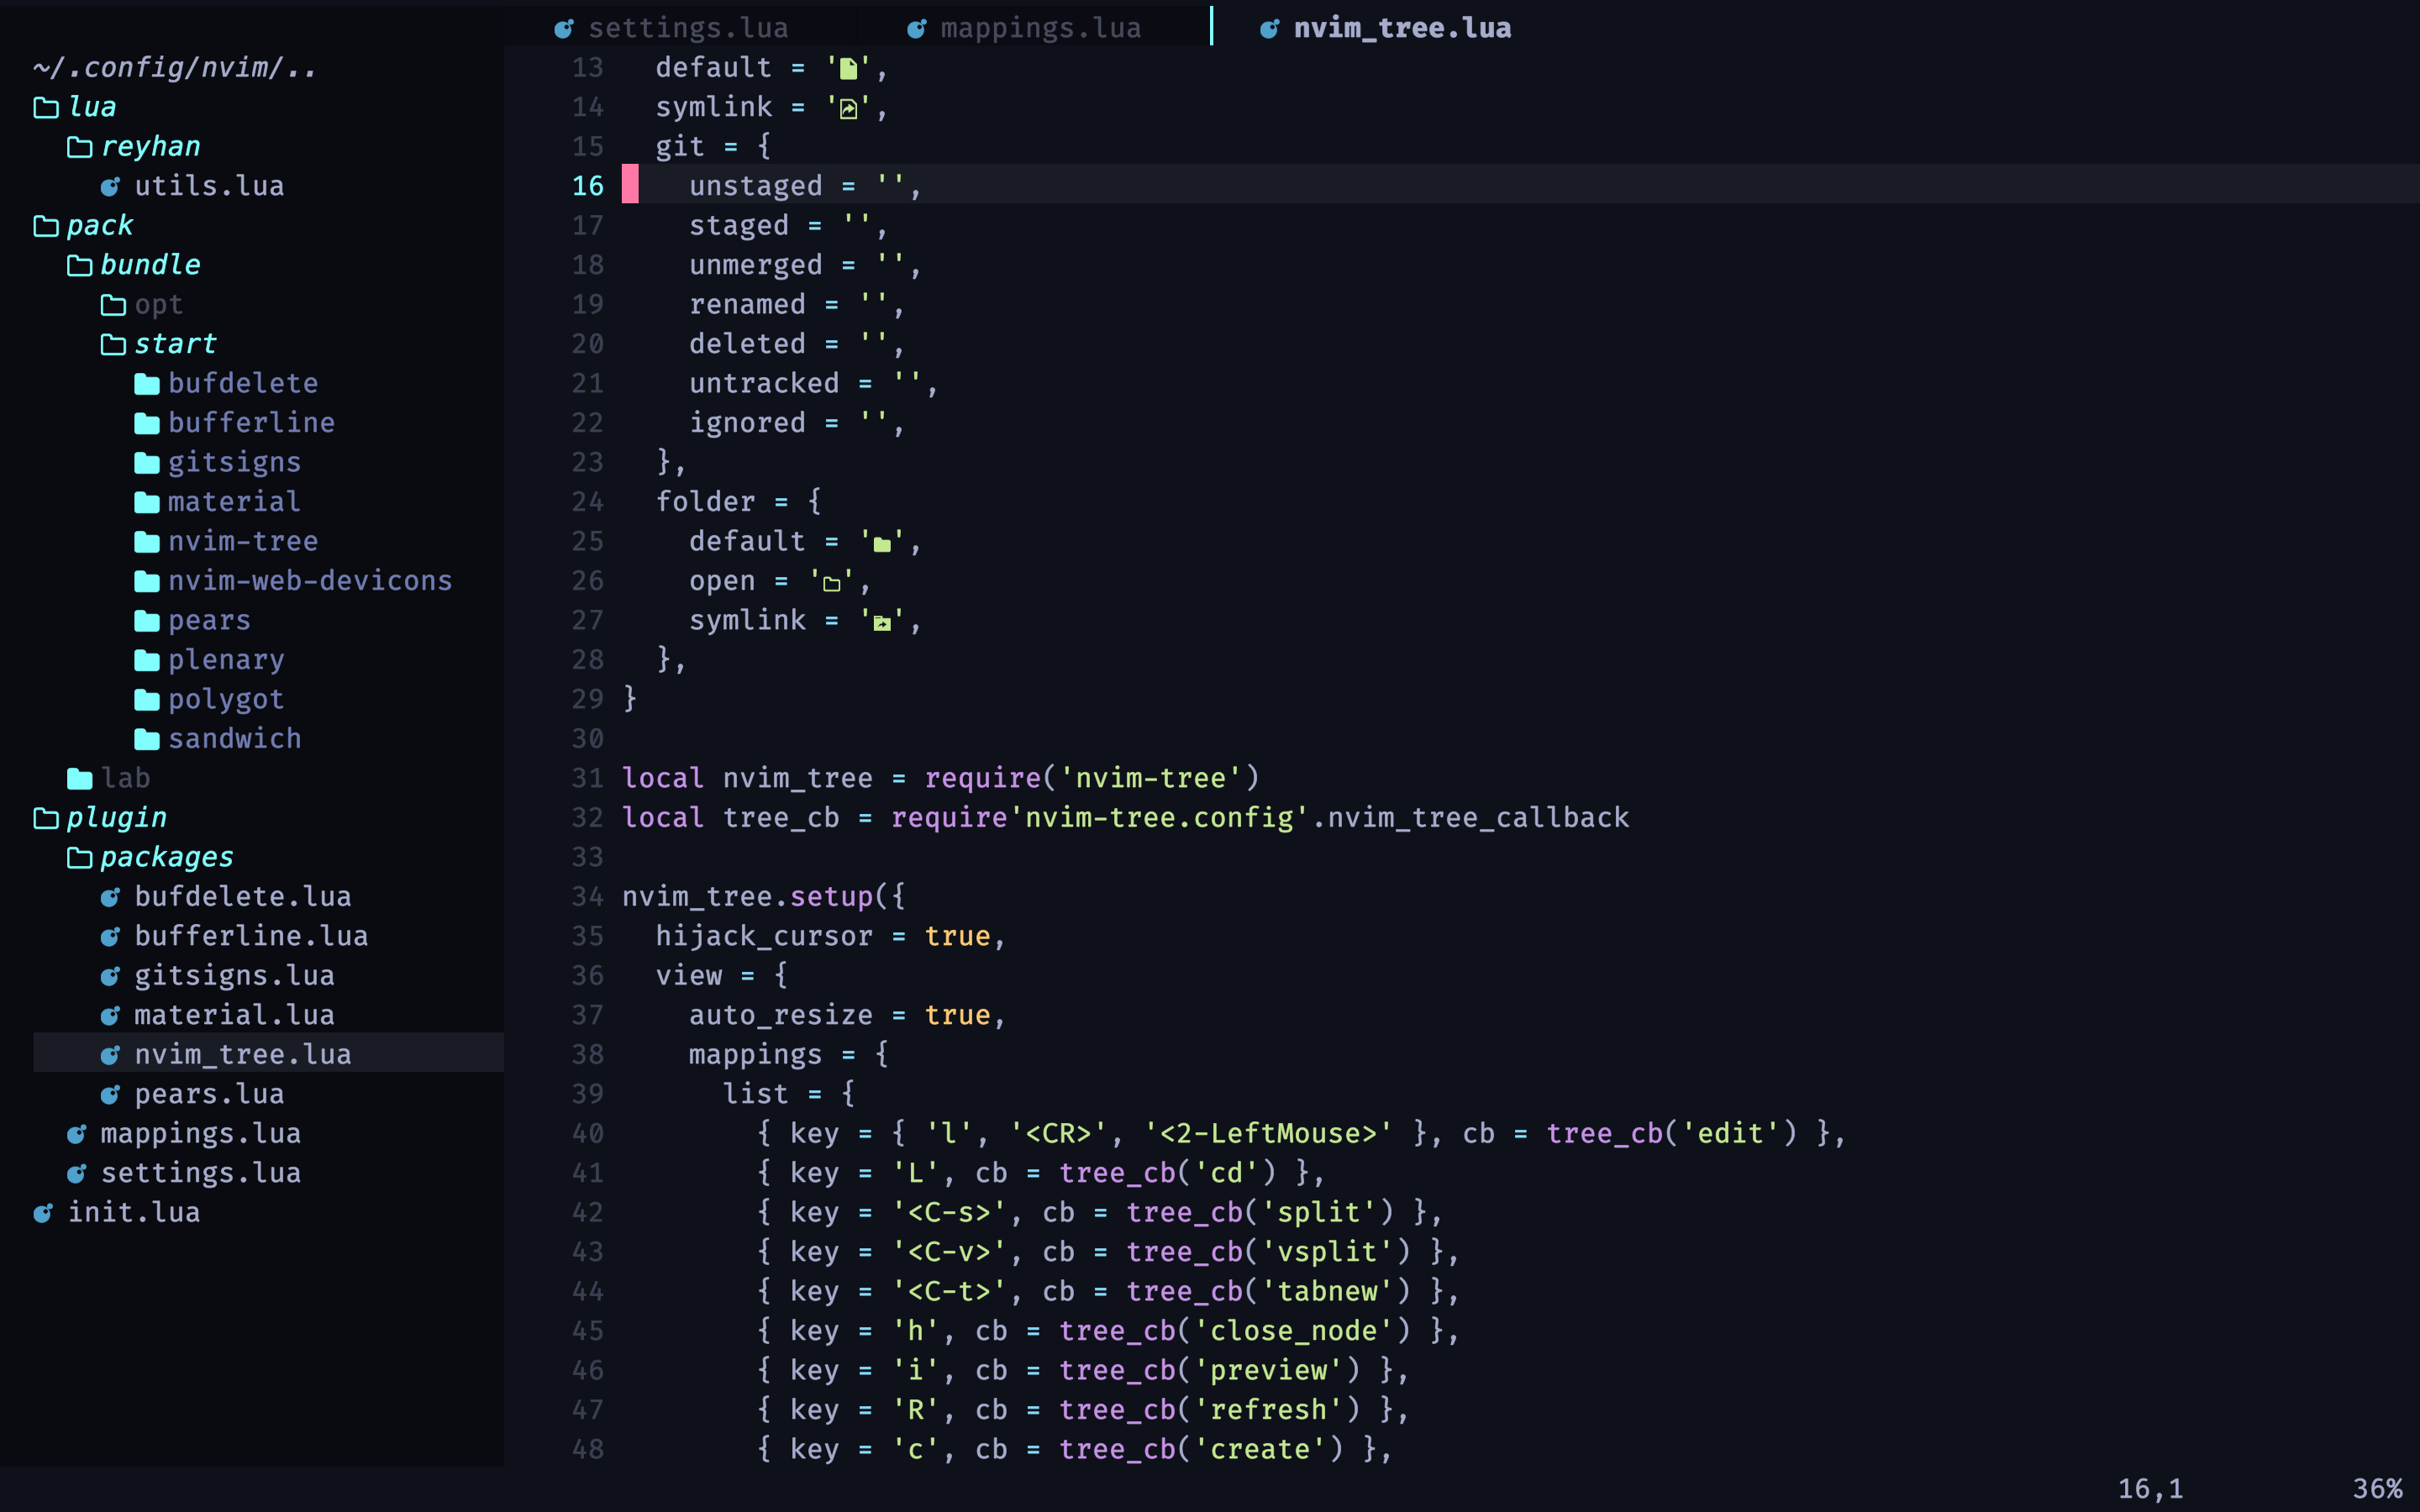 settings.lua mappings.lua nvim_tree.lua
~/.config/nvim/..
lua
reyhan
utils.lua
pack
bundle
opt
start
bufdelete
bufferline
gitsigns
material
nvim-tree
nvim-web-devicons
pears
plenary
polygot
sandwich
lab
plugin
packages
bufdelete.lua
bufferline.lua
gitsigns.lua
material.lua
nvim_tree.lua
pears.lua
mappings.lua
settings.lua
init.lua
13   default = '',
14   symlink = '',
15   git = {
16     unstaged = '',
17     staged = '',
18     unmerged = '',
19     renamed = '',
20     deleted = '',
21     untracked = '',
22     ignored = '',
23   },
24   folder = {
25     default = '',
26     open = '',
27     symlink = '',
28   },
29 }
30
31 local nvim_tree = require('nvim-tree')
32 local tree_cb = require'nvim-tree.config'.nvim_tree_callback
33
34 nvim_tree.setup({
35   hijack_cursor = true,
36   view = {
37     auto_resize = true,
38     mappings = {
39       list = {
40         { key = { 'l', '<CR>', '<2-LeftMouse>' }, cb = tree_cb('edit') },
41         { key = 'L', cb = tree_cb('cd') },
42         { key = '<C-s>', cb = tree_cb('split') },
43         { key = '<C-v>', cb = tree_cb('vsplit') },
44         { key = '<C-t>', cb = tree_cb('tabnew') },
45         { key = 'h', cb = tree_cb('close_node') },
46         { key = 'i', cb = tree_cb('preview') },
47         { key = 'R', cb = tree_cb('refresh') },
48         { key = 'c', cb = tree_cb('create') },
16,1 36%